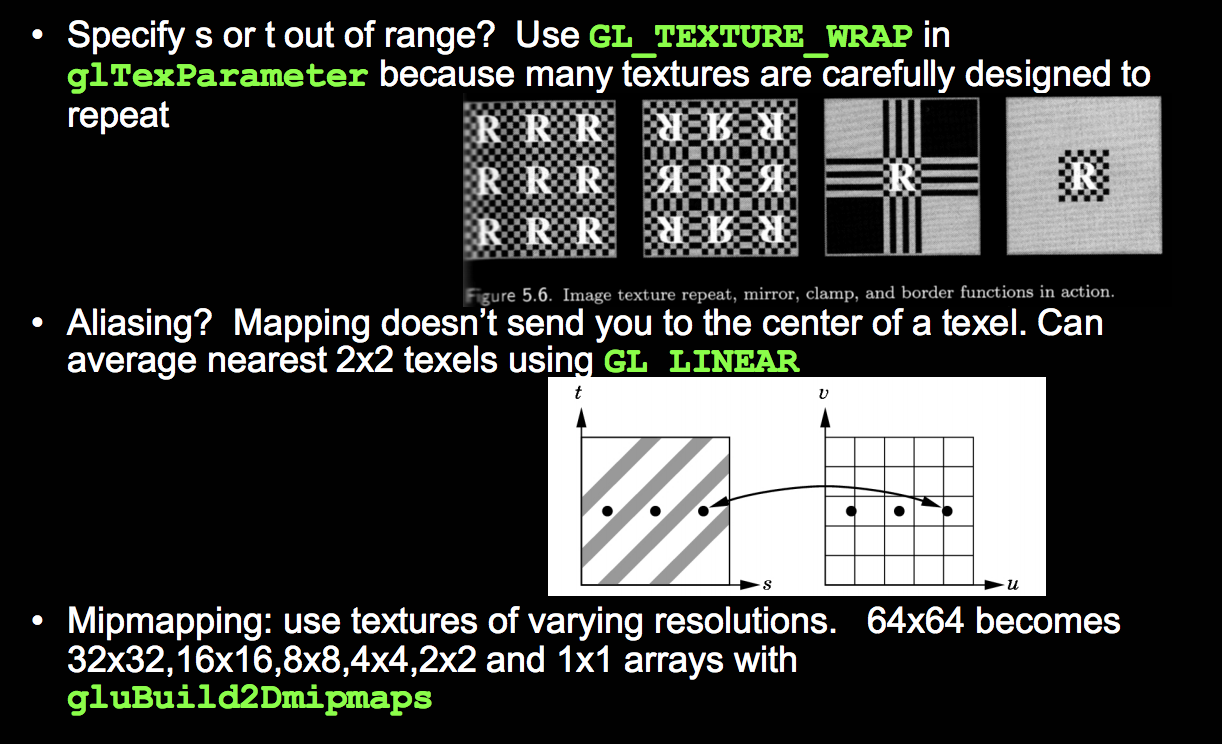 • Specify s or t out of range? Use GL_TEXTURE_WRAP in
glTexParameter because many textures are carefully designed to
repeat
R R R R R R
R R R R R R R R
R R R R R R
Figure 5.6. Image texture repeat, mirror, clamp, and border functions in action.
• Aliasing? Mapping doesn't send you to the center of a texel. Can
average nearest 2x2 texels using GL_LINEAR
t v
s u
• Mipmapping: use textures of varying resolutions. 64x64 becomes
32x32,16x16,8x8,4x4,2x2 and 1x1 arrays with
gluBuild2Dmipmaps